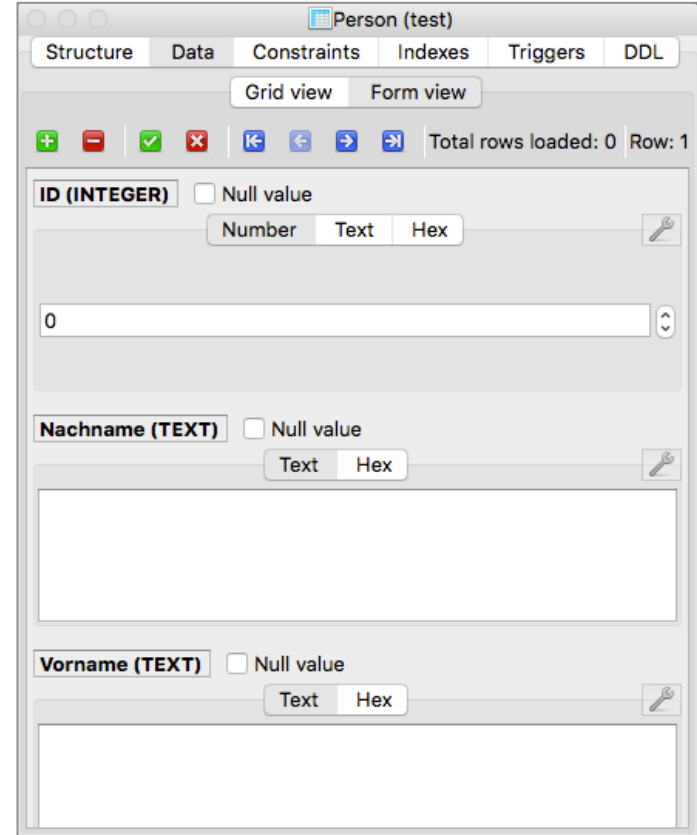 Person (test)
Structure Data Constraints Indexes Triggers DDL
Grid view Form view
Total rows loaded: 0 Row: 1
ID (INTEGER) Null value
Number Text Hex
0
Nachname (TEXT) Null value
Text Hex
Vorname (TEXT) Null value
Text Hex